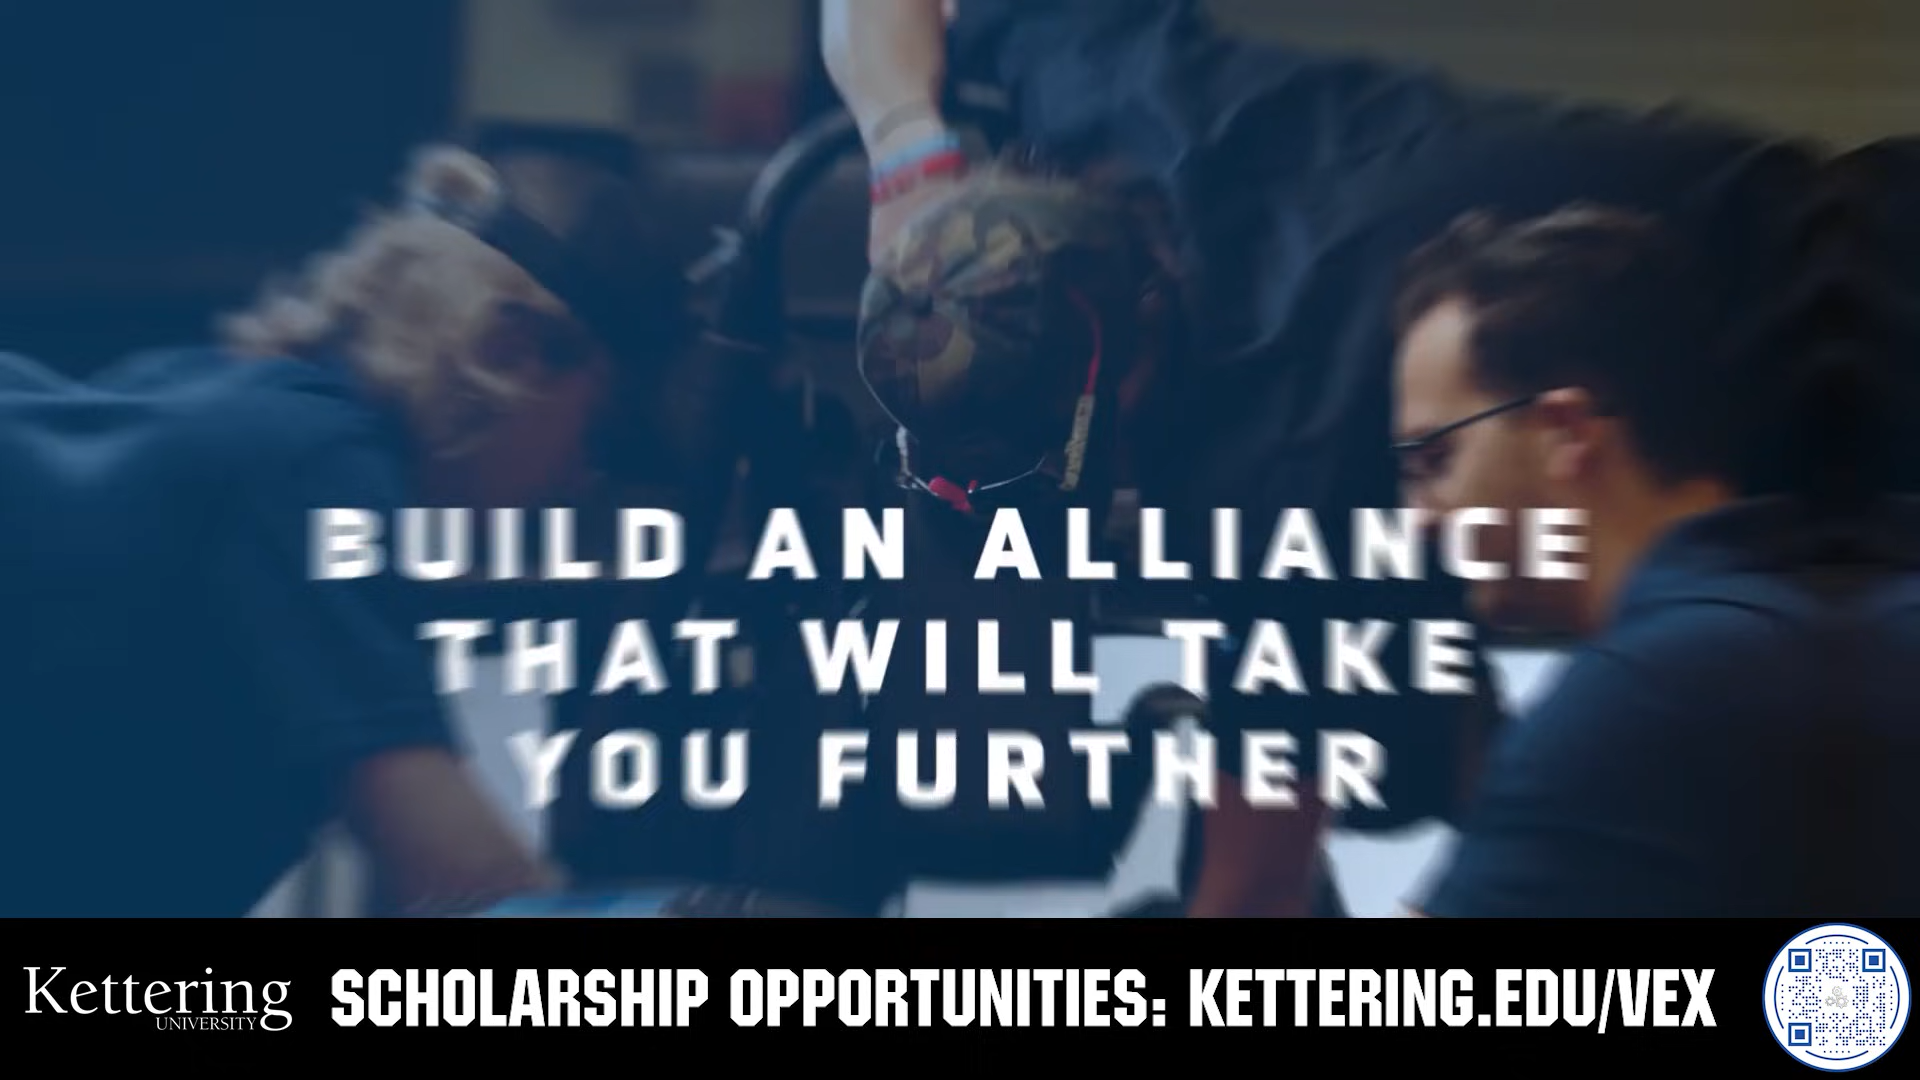 BUILD AN ALLIANCE
THAT WILL TAKE
YOU FURTHER
Kettering
UNIVERSITY
SCHOLARSHIP OPPORTUNITIES: KETTERING.EDU/VEX